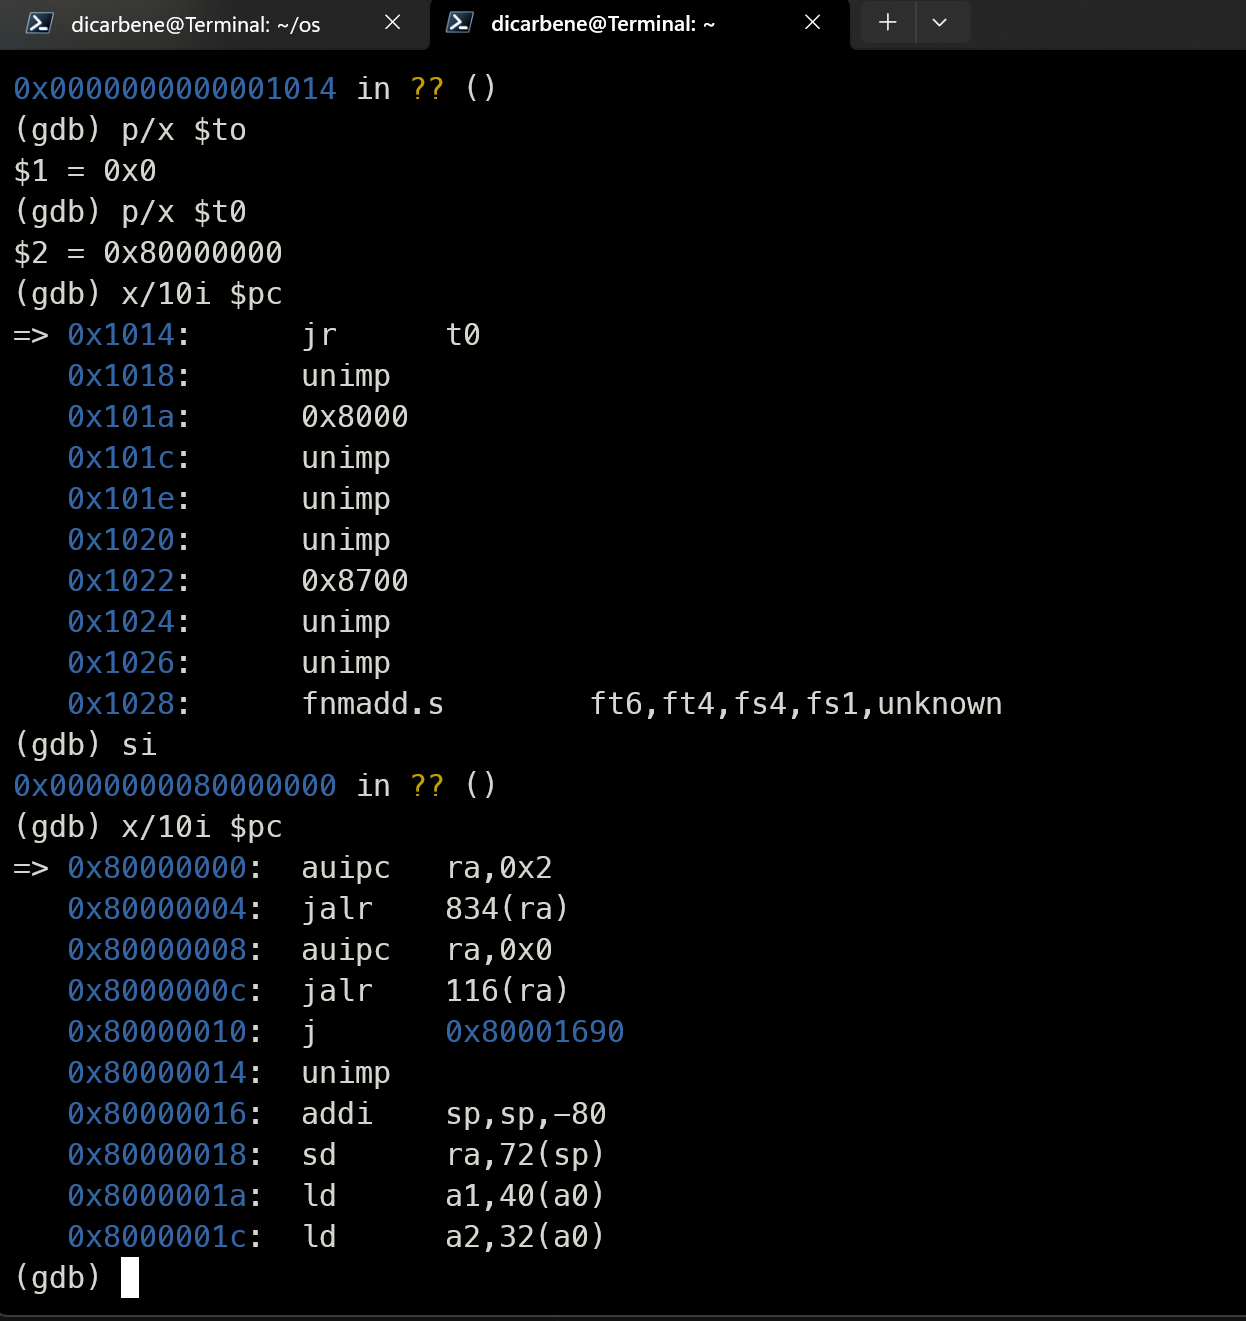 dicarbene@Terminal: ~/os dicarbene@Terminal: ~
0x0000000000001014 in ?? ()
(gdb) p/x $to
$1 = 0x0
(gdb) p/x $t0
$2 = 0x80000000
(gdb) x/10i $pc
=> 0x1014: jr t0
0x1018: unimp
0x101a: 0x8000
0x101c: unimp
0x101e: unimp
0x1020: unimp
0x1022: 0x8700
0x1024: unimp
0x1026: unimp
0x1028: fnmadd.s ft6,ft4,fs4,fs1,unknown
(gdb) si
0x0000000080000000 in ?? ()
(gdb) x/10i $pc
=> 0x80000000: auipc ra,0x2
0x80000004: jalr 834(ra)
0x80000008: auipc ra,0x0
0x8000000c: jalr 116(ra)
0x80000010: j 0x80001690
0x80000014: unimp
0x80000016: addi sp,sp,-80
0x80000018: sd ra,72(sp)
0x8000001a: ld a1,40(a0)
0x8000001c: ld a2,32(a0)
(gdb)